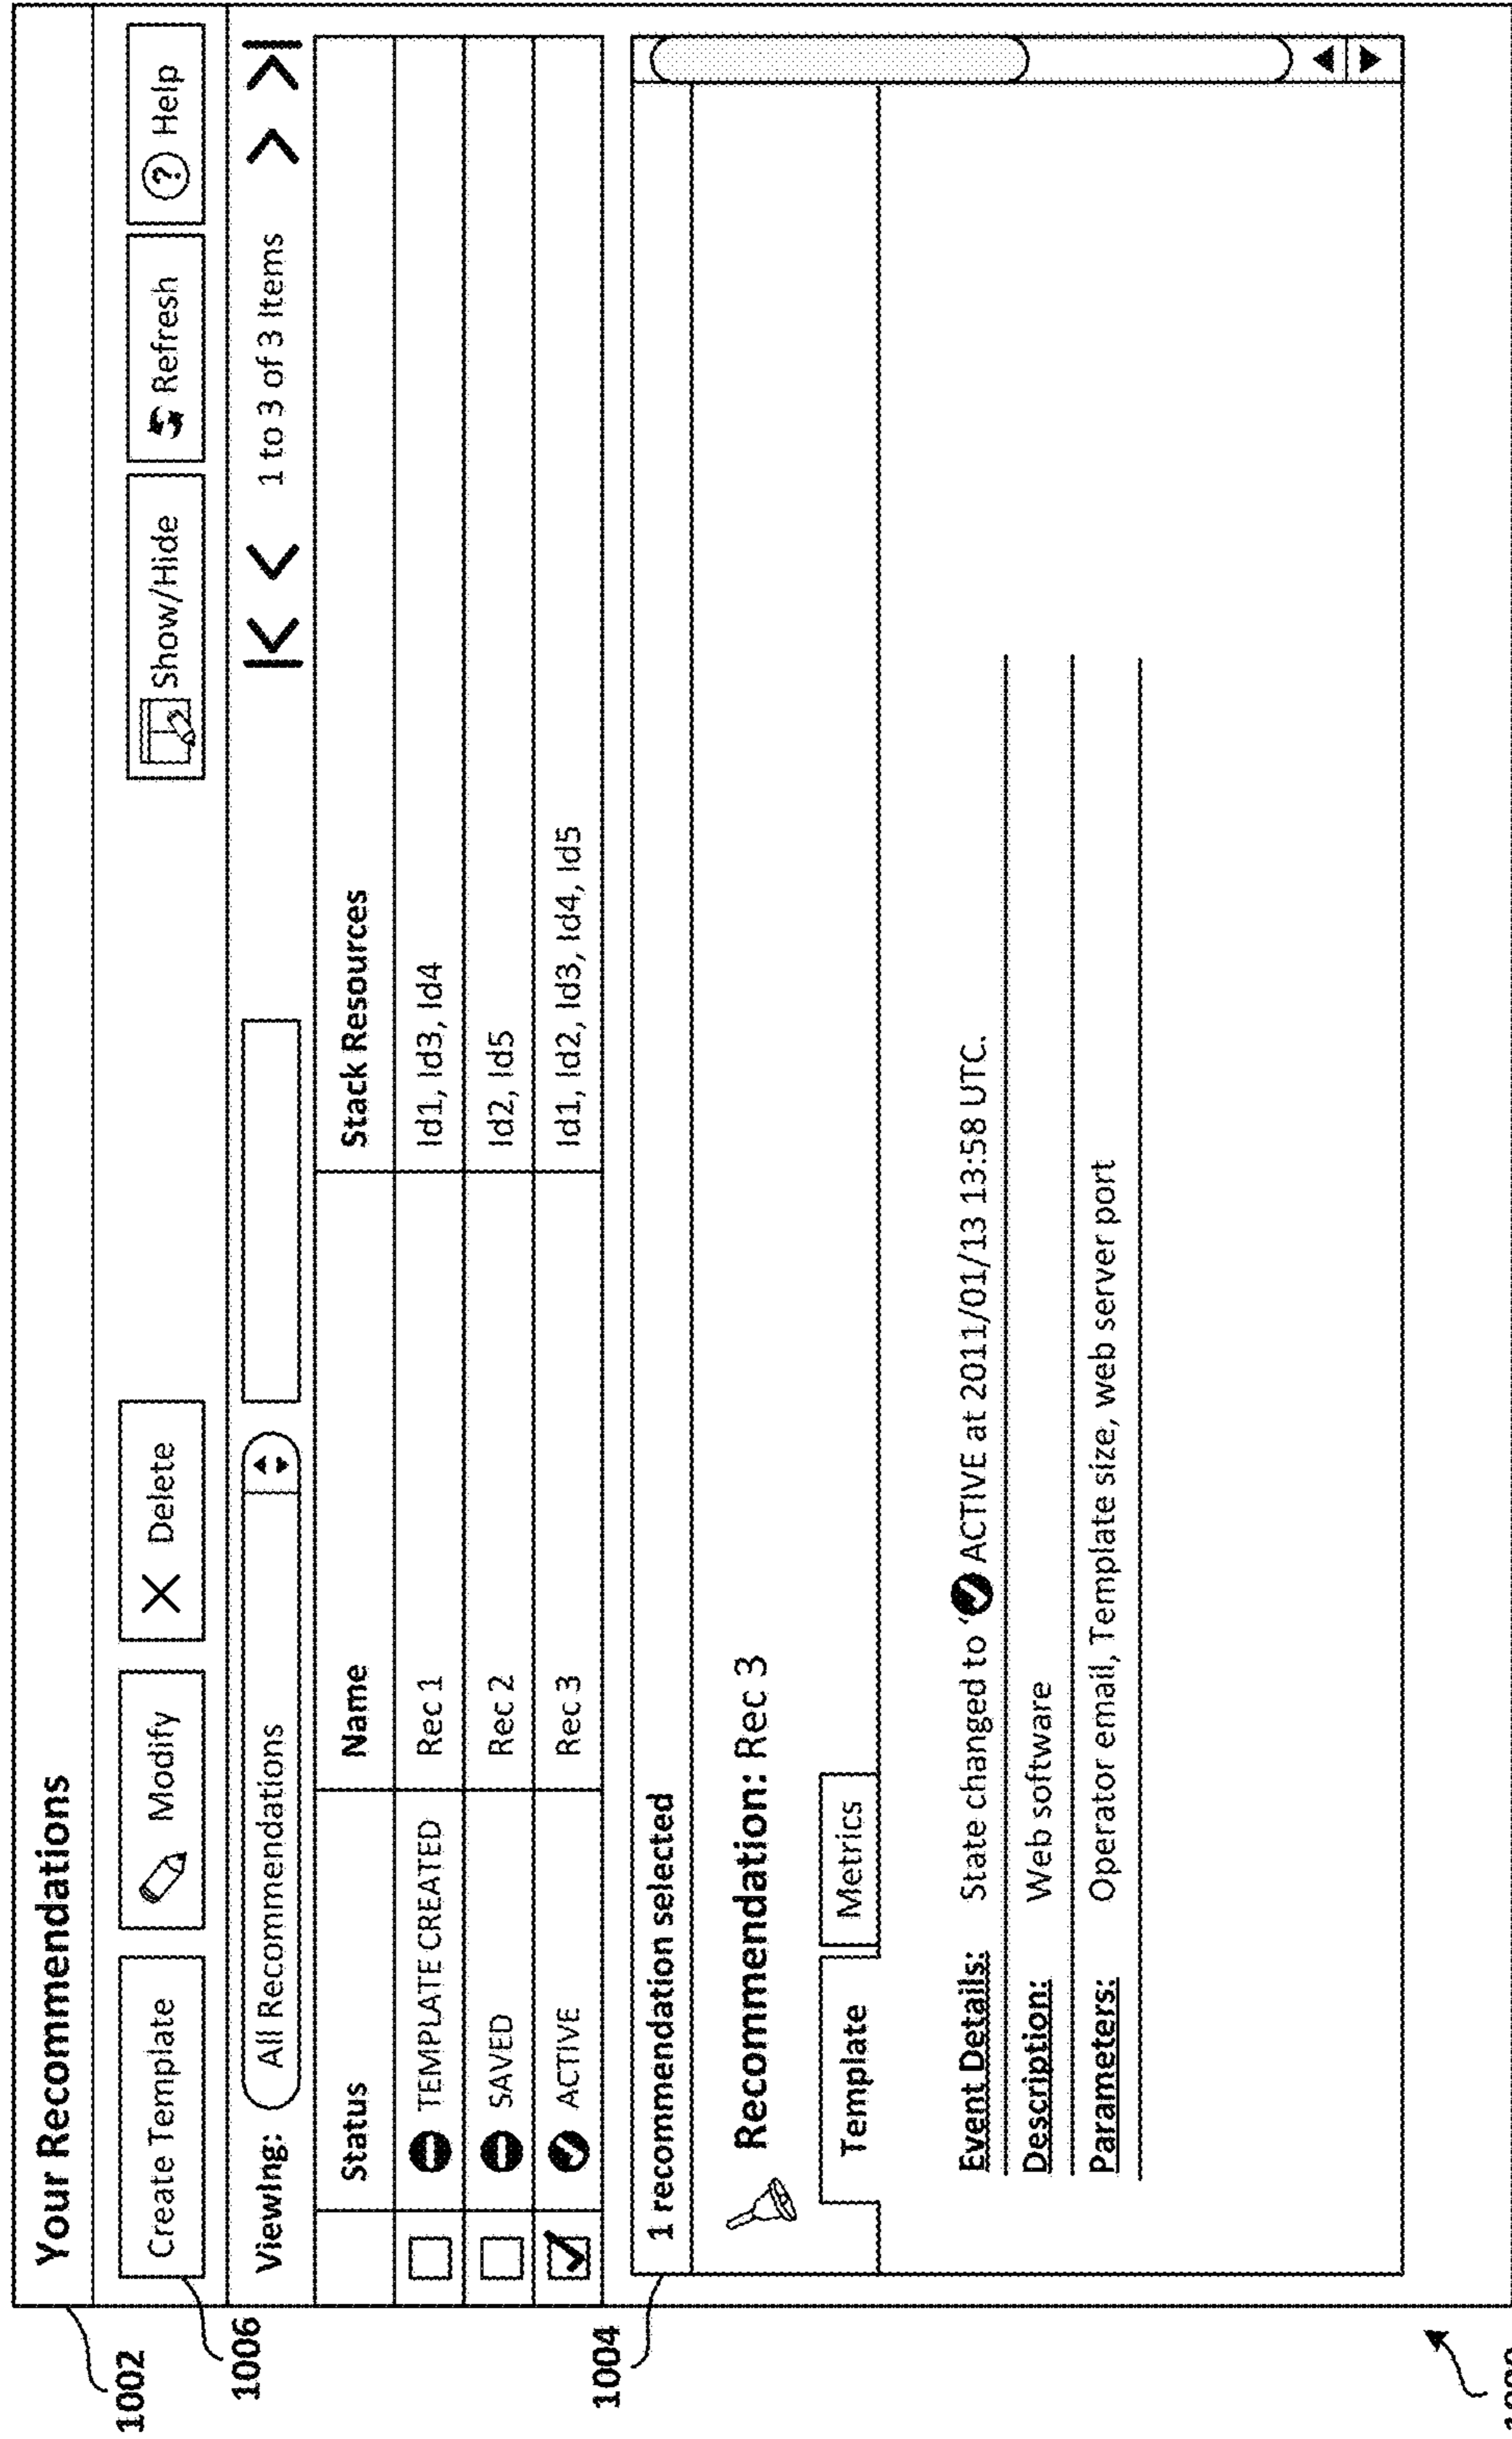 Your Recommendations
Create Template
Modify
Delete
Show/Hide
Refresh
? Help
Viewing: All Recommendations
1 to 3 of 3 Items
Status Name Stack Resources
TEMPLATE CREATED Rec 1 Id1, Id3, Id4
SAVED Rec 2 Id2, Id5
ACTIVE Rec 3 Id1, Id2, Id3, Id4, Id5
1 recommendation selected
Recommendation: Rec 3
Template
Metrics
Event Details: State changed to ‘ ACTIVE at 2011/01/13 13:58 UTC.
Description: Web software
Parameters: Operator email, Template size, web server port
1002
1006
1004